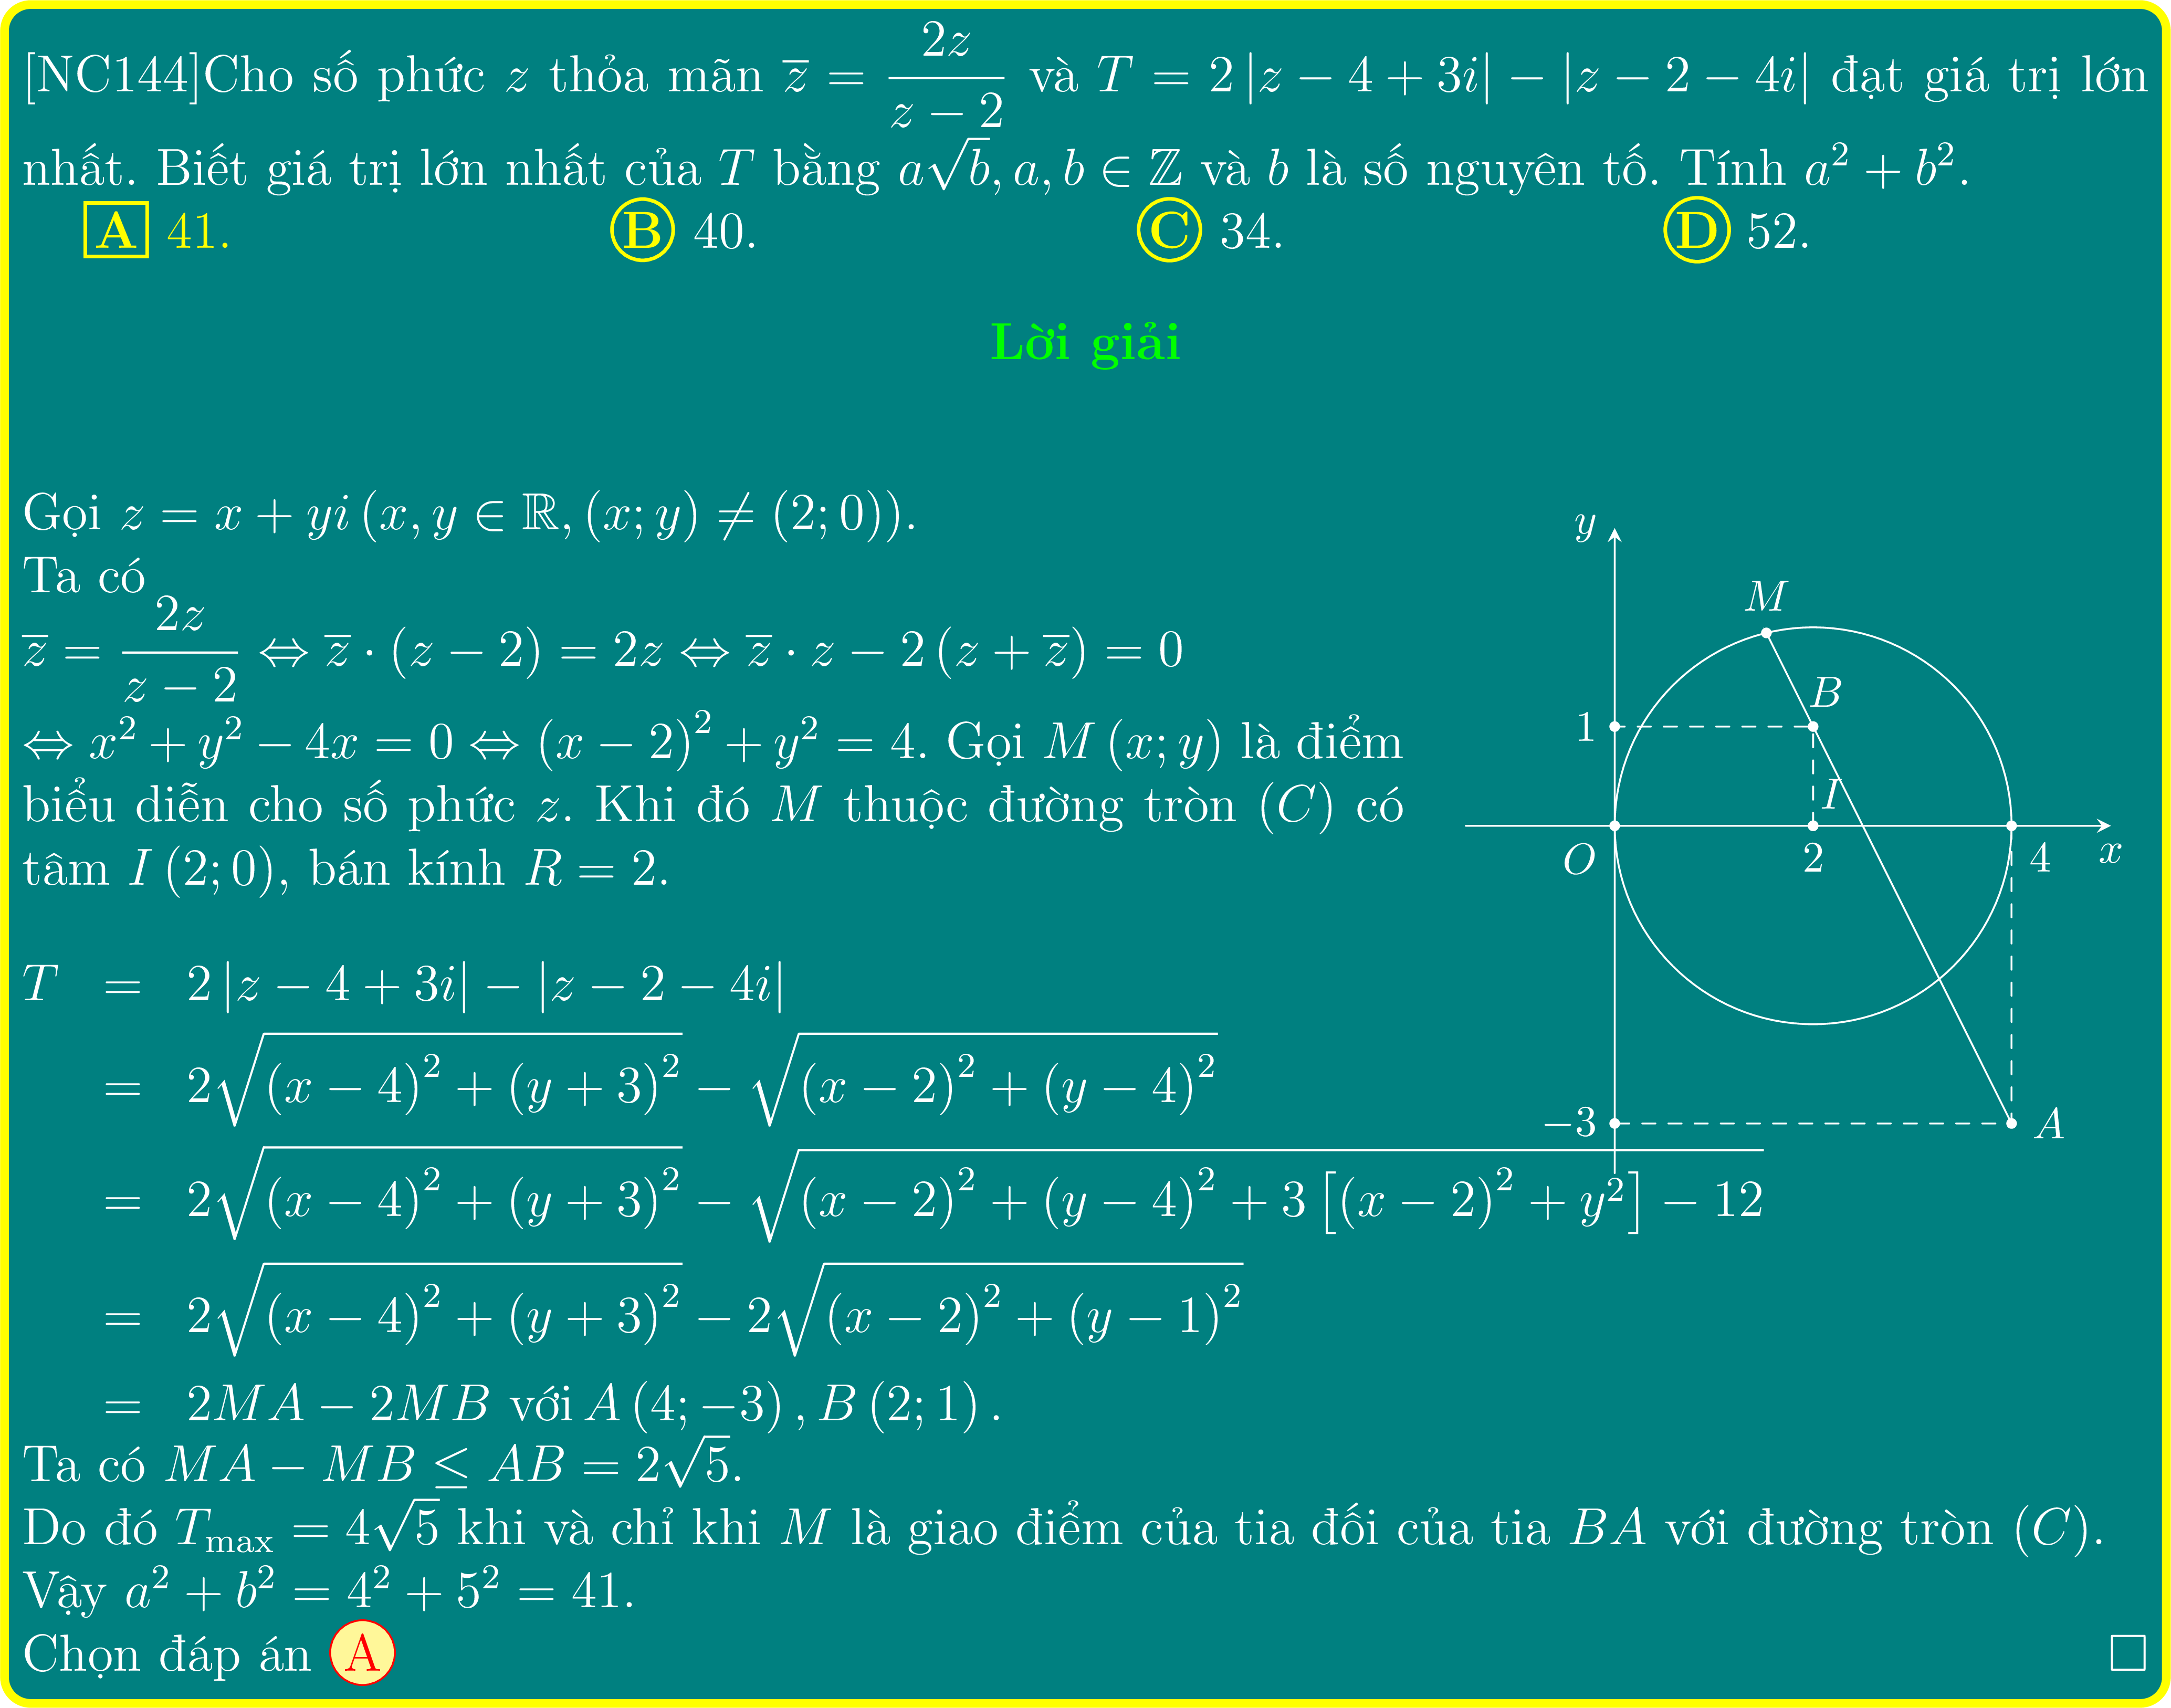 [NC144]Cho số phức $z$ thỏa mãn $\overline{z} = \dfrac{2z}{z-2}$ và $T = 2|z-4+3i| - |z-2-4i|$ đạt giá trị lớn
nhất. Biết giá trị lớn nhất của $T$ bằng $a\sqrt{b}, a, b \in \mathbb{Z}$ và $b$ là số nguyên tố. Tính $a^2 + b^2$.
A 41. B 40. C 34. D 52.
Lời giải
Gọi $z = x + yi\,(x, y \in \mathbb{R}, (x; y) \neq (2; 0))$.
Ta có
$\overline{z} = \dfrac{2z}{z-2} \Leftrightarrow \overline{z} \cdot (z-2) = 2z \Leftrightarrow \overline{z} \cdot z - 2(z + \overline{z}) = 0$
$\Leftrightarrow x^2 + y^2 - 4x = 0 \Leftrightarrow (x-2)^2 + y^2 = 4$. Gọi $M(x; y)$ là điểm
biểu diễn cho số phức $z$. Khi đó $M$ thuộc đường tròn $(C)$ có
tâm $I(2; 0)$, bán kính $R = 2$.
y
M
B
1
I
O
2
4
x
−3
A
$T = 2|z-4+3i| - |z-2-4i|$
$= 2\sqrt{(x-4)^2 + (y+3)^2} - \sqrt{(x-2)^2 + (y-4)^2}$
$= 2\sqrt{(x-4)^2 + (y+3)^2} - \sqrt{(x-2)^2 + (y-4)^2 + 3\left[(x-2)^2 + y^2\right] - 12}$
$= 2\sqrt{(x-4)^2 + (y+3)^2} - 2\sqrt{(x-2)^2 + (y-1)^2}$
$= 2MA - 2MB$ với $A(4; -3), B(2; 1)$.
Ta có $MA - MB \leq AB = 2\sqrt{5}$.
Do đó $T_{\max} = 4\sqrt{5}$ khi và chỉ khi $M$ là giao điểm của tia đối của tia $BA$ với đường tròn $(C)$.
Vậy $a^2 + b^2 = 4^2 + 5^2 = 41$.
Chọn đáp án A □